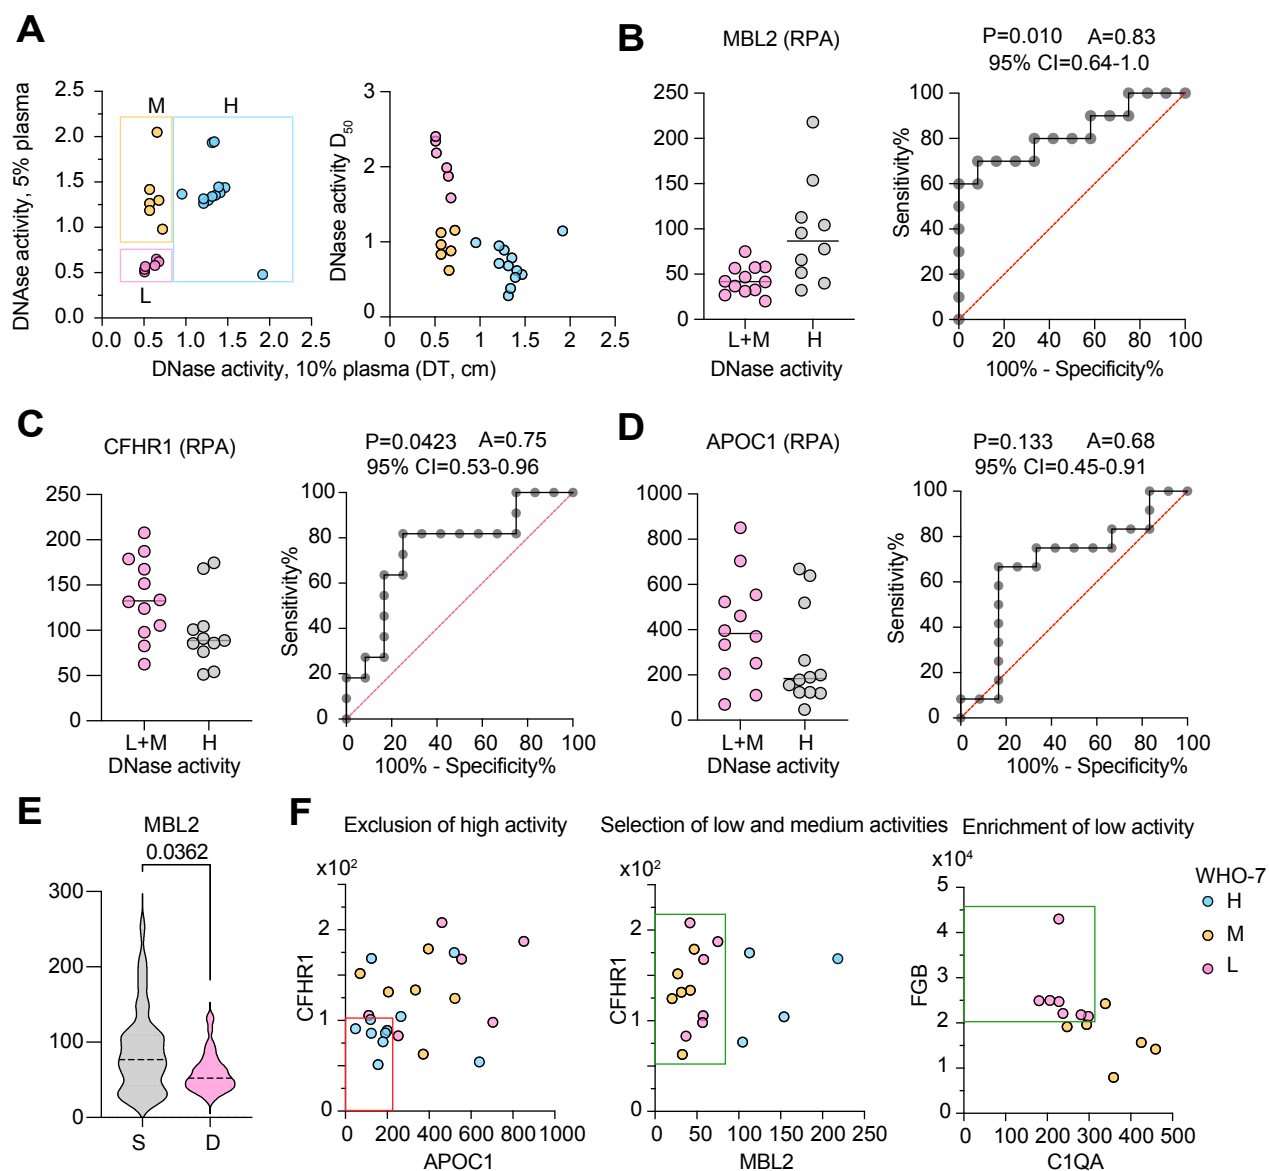 A
M
H
L
DNAse activity, 5% plasma
2.5
2.0
1.5
1.0
0.5
0.0
0.0
0.5
1.0
1.5
2.0
2.5
DNase activity D50
3
2
1
0
0
0.5
1
1.5
2
2.5
DNase activity, 10% plasma (DT, cm)
B
MBL2 (RPA)
250
200
150
100
50
0
L+M
H
DNase activity
P=0.010 A=0.83
95% CI=0.64-1.0
Sensitivity%
100
80
60
40
20
0
0
20
40
60
80
100
100% - Specificity%
C
CFHR1 (RPA)
250
200
150
100
50
0
L+M
H
DNase activity
P=0.0423 A=0.75
95% CI=0.53-0.96
Sensitivity%
100
80
60
40
20
0
0
20
40
60
80
100
100% - Specificity%
D
APOC1 (RPA)
1000
800
600
400
200
0
L+M
H
DNase activity
P=0.133 A=0.68
95% CI=0.45-0.91
Sensitivity%
100
80
60
40
20
0
0
20
40
60
80
100
100% - Specificity%
E
MBL2
0.0362
300
200
100
0
S
D
F
Exclusion of high activity
x10²
CFHR1
2
1
0
0
200
400
600
800
1000
APOC1
Selection of low and medium activities
x10²
CFHR1
2
1
0
0
50
100
150
200
250
MBL2
Enrichment of low activity
x10⁴
FGB
5
4
3
2
1
0
0
100
200
300
400
500
C1QA
WHO-7
H
M
L